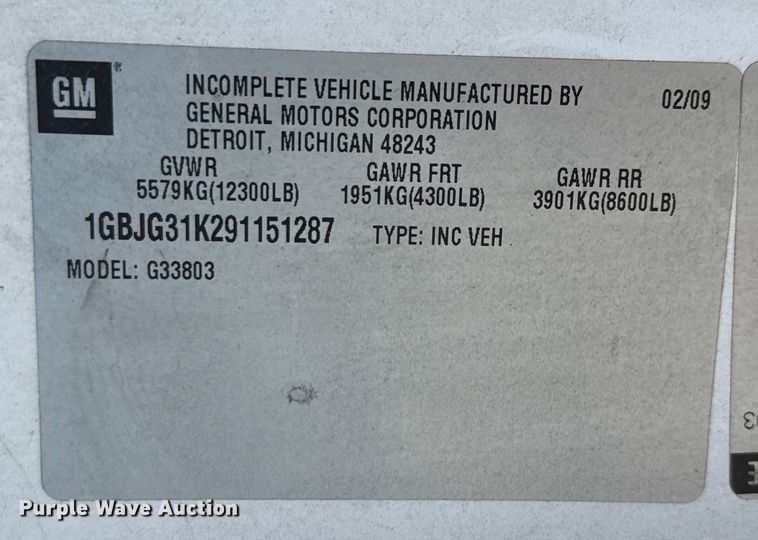 GM®
INCOMPLETE VEHICLE MANUFACTURED BY 02/09
GENERAL MOTORS CORPORATION
DETROIT, MICHIGAN 48243
GVWR GAWR FRT GAWR RR
5579KG(12300LB) 1951KG(4300LB) 3901KG(8600LB)
1GBJG31K291151287 TYPE: INC VEH
MODEL: G33803
Purple Wave Auction